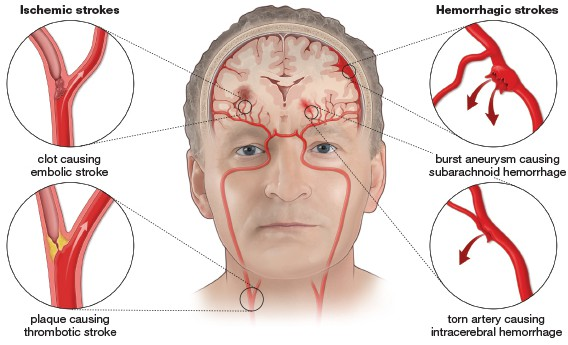 Ischemic strokes
Hemorrhagic strokes
clot causing
embolic stroke
burst aneurysm causing
subarachnoid hemorrhage
plaque causing
thrombotic stroke
torn artery causing
intracerebral hemorrhage